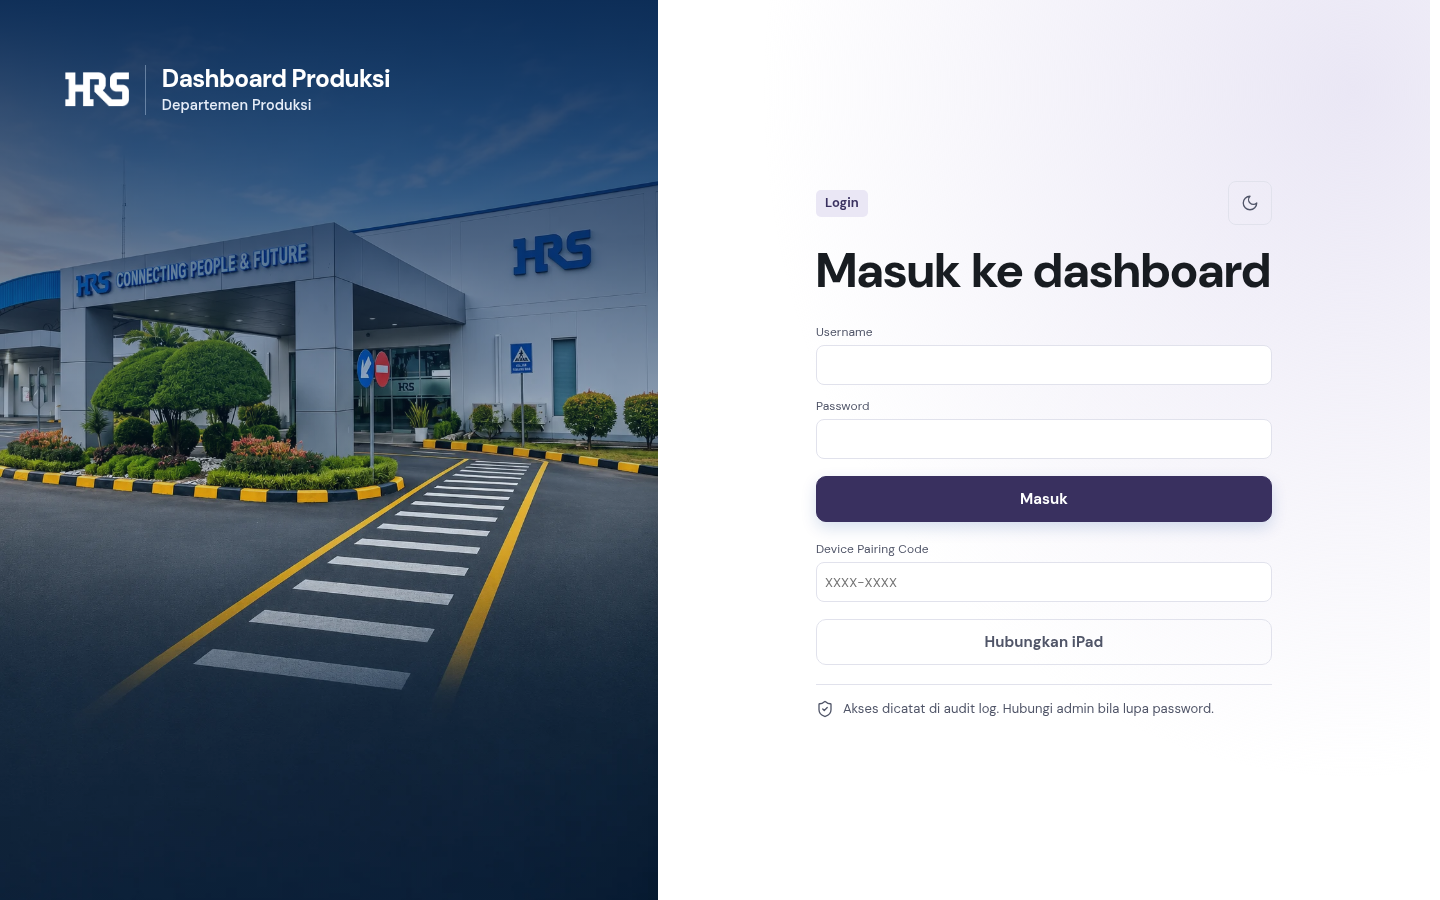 HRS
Dashboard Produksi
Departemen Produksi
HRS CONNECTING PEOPLE & FUTURE
HRS
HRS
Login
Masuk ke dashboard
Username
Password
Masuk
Device Pairing Code
XXXX-XXXX
Hubungkan iPad
Akses dicatat di audit log. Hubungi admin bila lupa password.